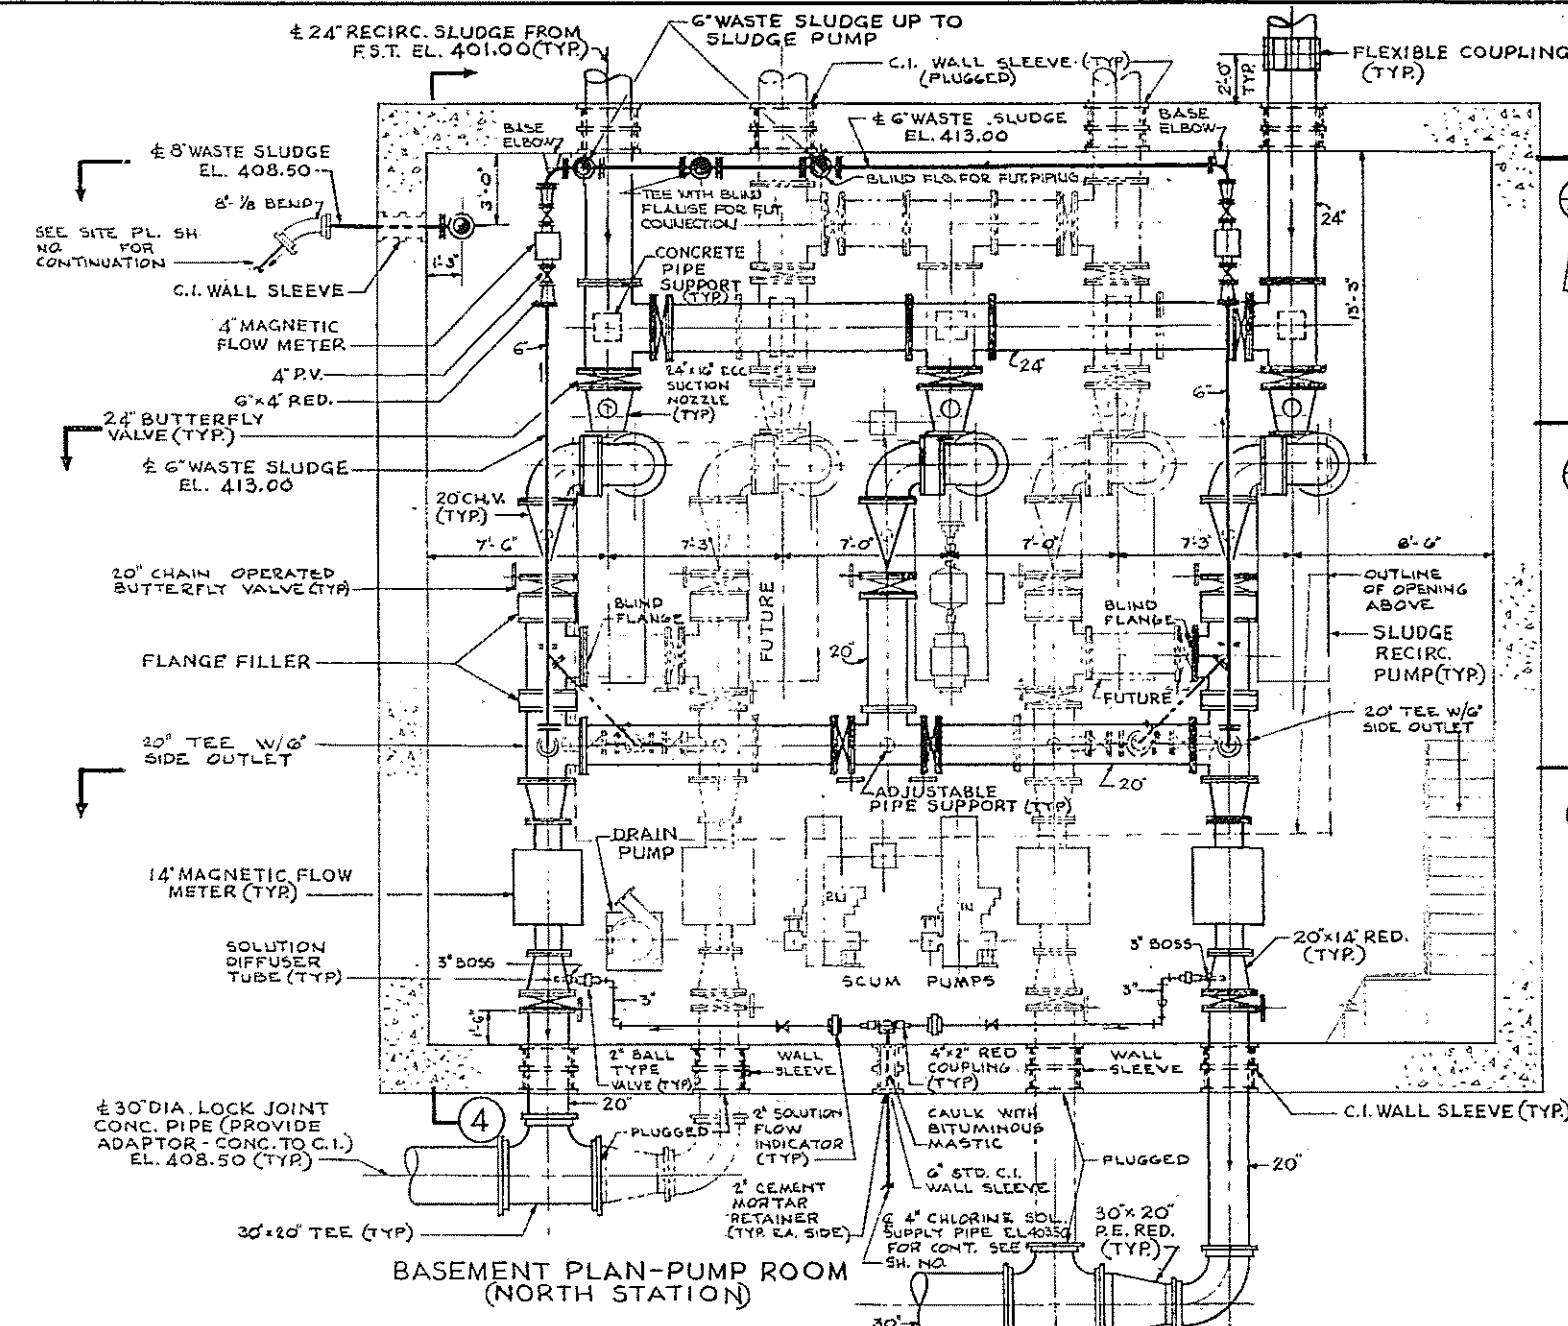 ℄ 24" RECIRC. SLUDGE FROM
F.S.T. EL. 401.00 (TYP.)
6" WASTE SLUDGE UP TO
SLUDGE PUMP
C.I. WALL SLEEVE (TYP)
(PLUGGED)
2'-0"
TYP.
FLEXIBLE COUPLING
(TYP.)
BASE
ELBOW
℄ 6" WASTE SLUDGE
EL. 413.00
BASE
ELBOW
℄ 8" WASTE SLUDGE
EL. 408.50
8"-1/8 BEND
3'-0"
BLIND FLG. FOR FUT. PIPING
TEE WITH BLIND
FLANGE FOR FUT.
CONNECTION
24"
SEE SITE PL. SH.
NO. FOR
CONTINUATION
1'-3"
CONCRETE
PIPE
SUPPORT
(TYP)
C.I. WALL SLEEVE
13'-3"
4" MAGNETIC
FLOW METER
6"
4" P.V.
6"x4" RED.
24"x16" ECC
SUCTION
NOZZLE
(TYP)
24"
6"
24" BUTTERFLY
VALVE (TYP.)
℄ 6" WASTE SLUDGE
EL. 413.00
20" CH.V.
(TYP.)
7'-6"
7'-3"
7'-0"
7'-0"
7'-3"
8'-6"
20" CHAIN OPERATED
BUTTERFLY VALVE (TYP)
BLIND
FLANGE
FUTURE
BLIND
FLANGE
OUTLINE
OF OPENING
ABOVE
FLANGE FILLER
20"
SLUDGE
RECIRC.
PUMP (TYP)
FUTURE
20" TEE W/6"
SIDE OUTLET
20" TEE W/6"
SIDE OUTLET
ADJUSTABLE
PIPE SUPPORT (TYP)
20"
DRAIN
PUMP
14" MAGNETIC FLOW
METER (TYP.)
SOLUTION
DIFFUSER
TUBE (TYP)
3" BOSS
3"
SCUM PUMPS
3" BOSS
3"
20"x14" RED.
(TYP.)
1'-6"
2" BALL
TYPE
VALVE (TYP)
WALL
SLEEVE
4"x2" RED
COUPLING
(TYP)
WALL
SLEEVE
20"
C.I. WALL SLEEVE (TYP.)
4
℄ 30" DIA. LOCK JOINT
CONC. PIPE (PROVIDE
ADAPTOR - CONC. TO C.I.)
EL. 408.50 (TYP.)
PLUGGED
2" SOLUTION
FLOW
INDICATOR
(TYP)
CAULK WITH
BITUMINOUS
MASTIC
PLUGGED
20"
6" STD. C.I.
WALL SLEEVE
2" CEMENT
MORTAR
RETAINER
(TYP. EA. SIDE)
℄ 4" CHLORINE SOL.
SUPPLY PIPE
FOR CONT. SEE
SH. NO.
30"x20"
P.E. RED.
(TYP.)
30"x20" TEE (TYP)
BASEMENT PLAN-PUMP ROOM
(NORTH STATION)
30"